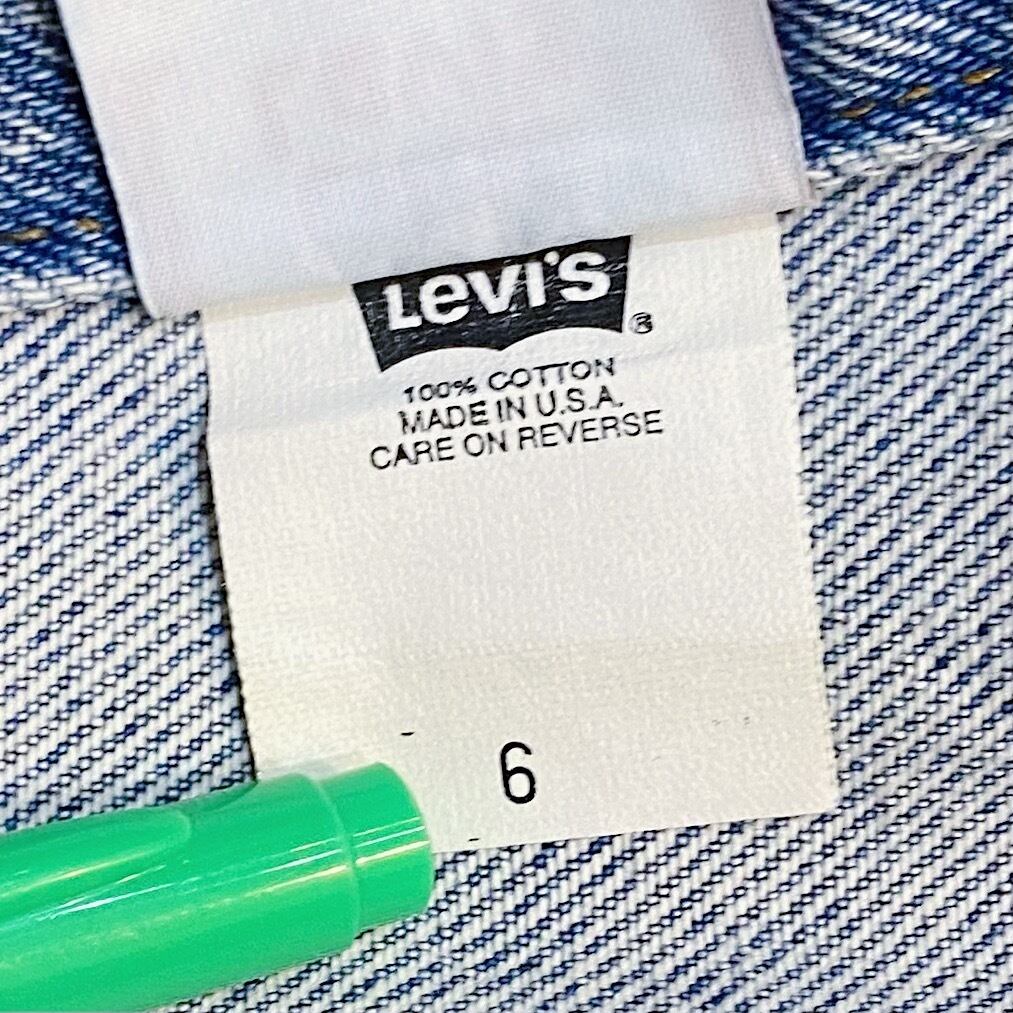 LEVI'S ®
100% COTTON
MADE IN U.S.A.
CARE ON REVERSE
6